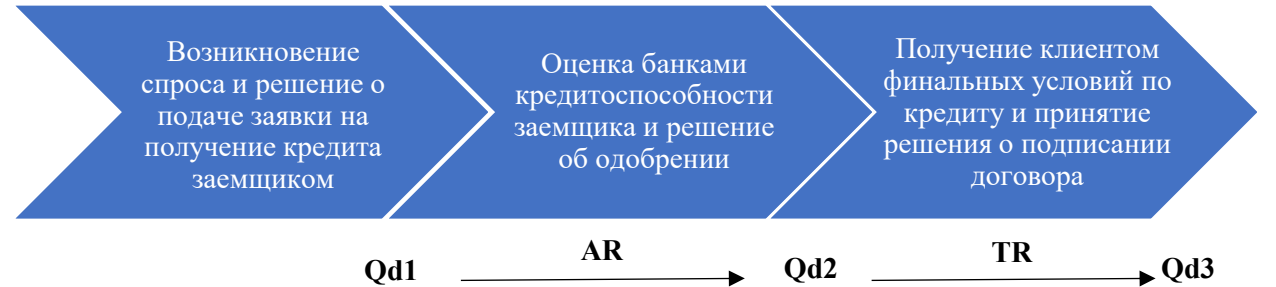 Возникновение
спроса и решение о
подаче заявки на
получение кредита
заемщиком
Оценка банками
кредитоспособности
заемщика и решение
об одобрении
Получение клиентом
финальных условий по
кредиту и принятие
решения о подписании
договора
Qd1
AR
Qd2
TR
Qd3